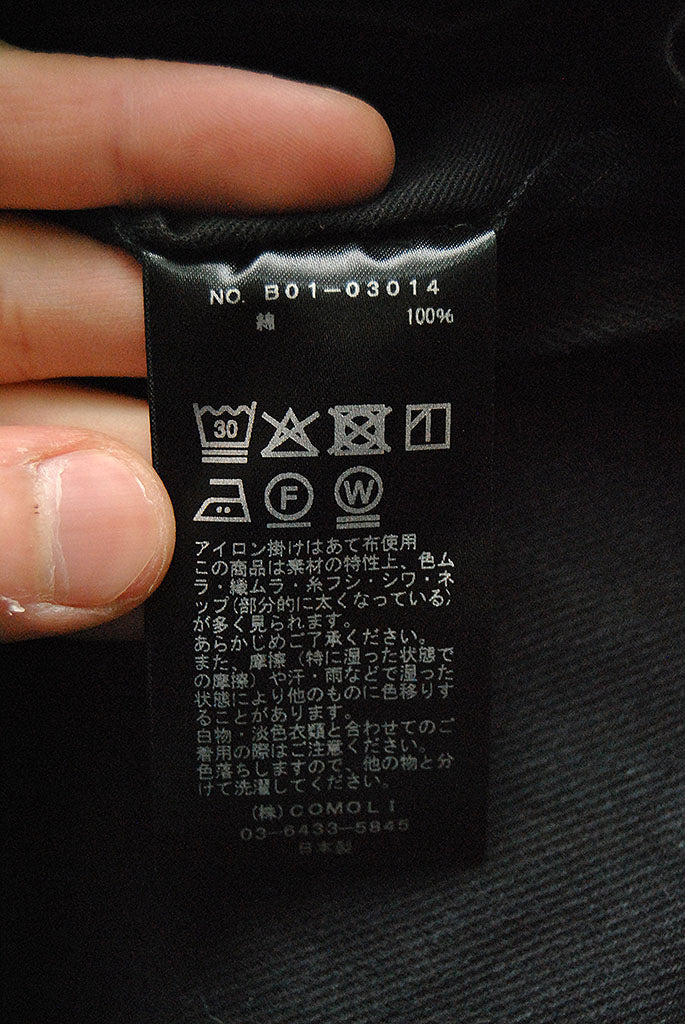 NO. B01-03014
綿 100%
30
F W
アイロン掛けはあて布使用
この商品は素材の特性上、色ム
ラ・織ムラ・糸フシ・シワ・ネ
ップ(部分的に太くなっている)
が多く見られます。
あらかじめご了承ください。
また、摩擦(特に湿った状態で
の摩擦)や汗・雨などで湿った
状態により他のものに色移りす
ることがあります。
白物・淡色衣類と合わせてのご
着用の際はご注意ください。
色落ちしますので、他の物と分
けて洗濯してください。
(株)COMOLI
03-6433-5845
日本製